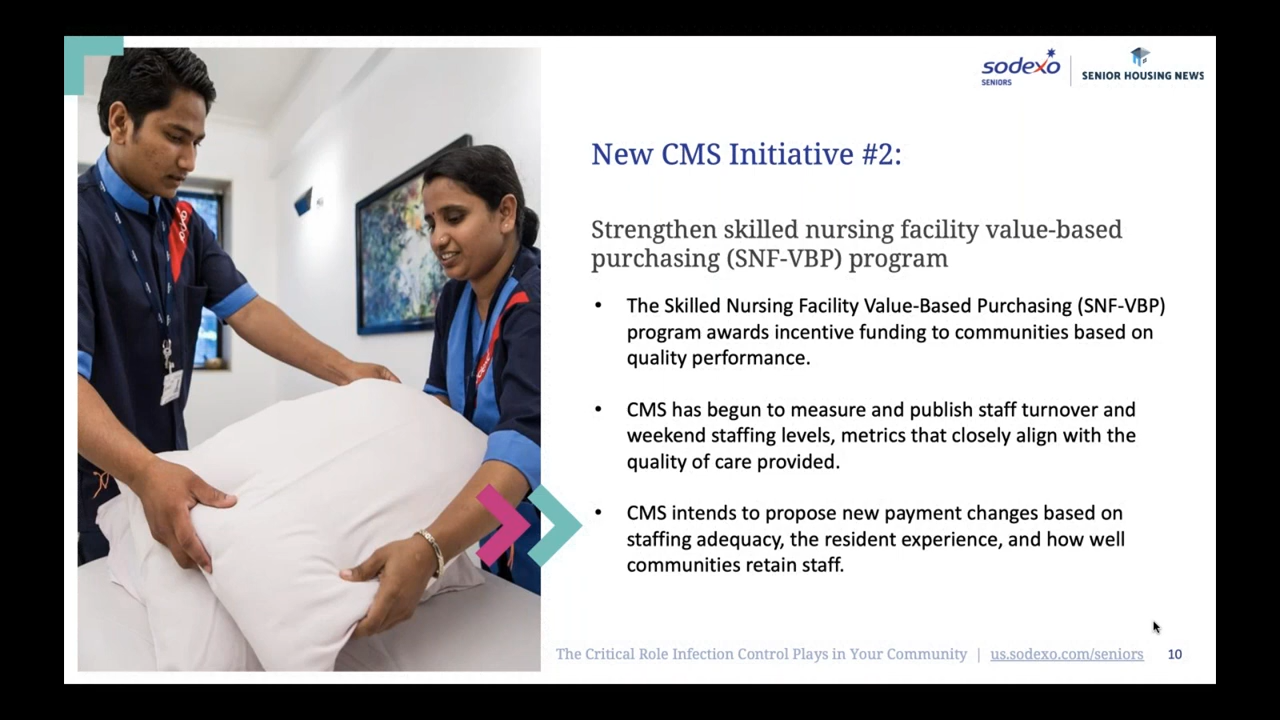 sodexo
SENIORS
SENIOR HOUSING NEWS
New CMS Initiative #2:
Strengthen skilled nursing facility value-based
purchasing (SNF-VBP) program
• The Skilled Nursing Facility Value-Based Purchasing (SNF-VBP)
program awards incentive funding to communities based on
quality performance.
• CMS has begun to measure and publish staff turnover and
weekend staffing levels, metrics that closely align with the
quality of care provided.
• CMS intends to propose new payment changes based on
staffing adequacy, the resident experience, and how well
communities retain staff.
The Critical Role Infection Control Plays in Your Community | us.sodexo.com/seniors 10